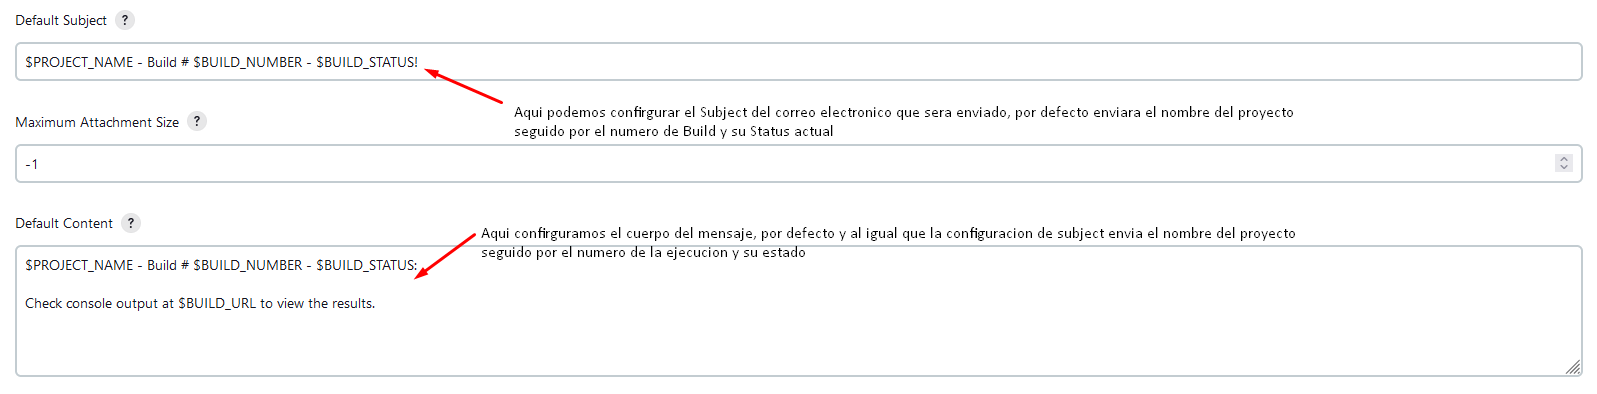 Default Subject ?
$PROJECT_NAME - Build # $BUILD_NUMBER - $BUILD_STATUS!
Aqui podemos confirgurar el Subject del correo electronico que sera enviado, por defecto enviara el nombre del proyecto
seguido por el numero de Build y su Status actual
Maximum Attachment Size ?
-1
Default Content ?
Aqui confirguramos el cuerpo del mensaje, por defecto y al igual que la configuracion de subject envia el nombre del proyecto
seguido por el numero de la ejecucion y su estado
$PROJECT_NAME - Build # $BUILD_NUMBER - $BUILD_STATUS:
Check console output at $BUILD_URL to view the results.